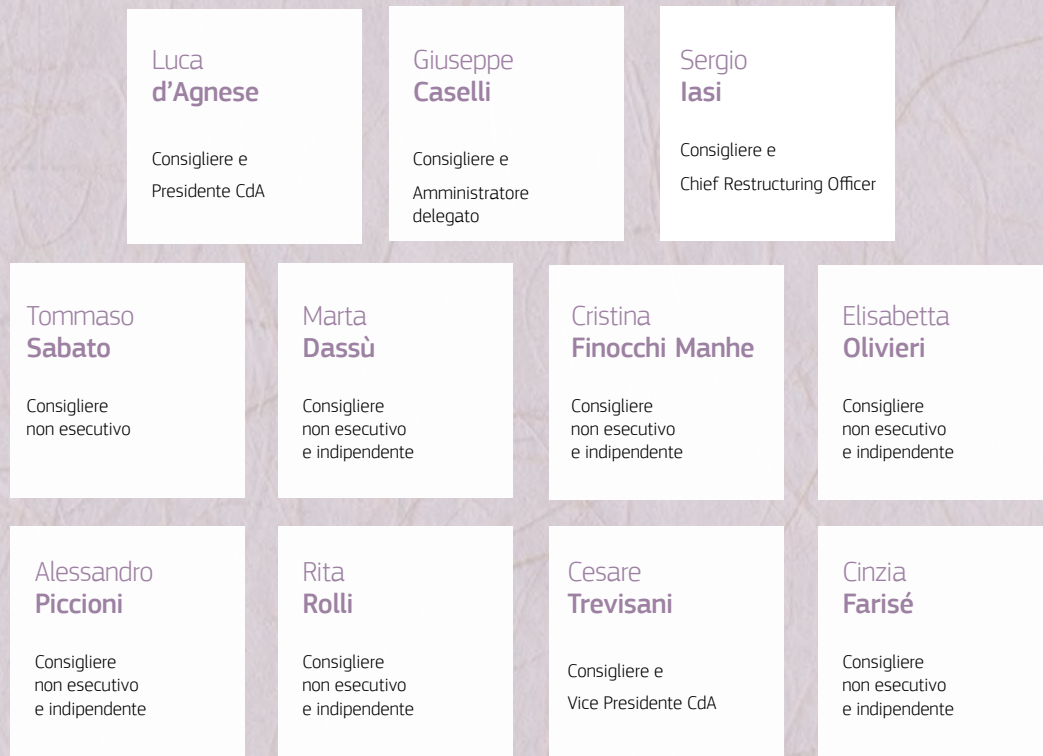 Luca
d'Agnese
Consigliere e
Presidente CdA
Giuseppe
Caselli
Consigliere e
Amministratore
delegato
Sergio
Iasi
Consigliere e
Chief Restructuring Officer
Tommaso
Sabato
Consigliere
non esecutivo
Marta
Dassù
Consigliere
non esecutivo
e indipendente
Cristina
Finocchi Manhe
Consigliere
non esecutivo
e indipendente
Elisabetta
Olivieri
Consigliere
non esecutivo
e indipendente
Alessandro
Piccioni
Consigliere
non esecutivo
e indipendente
Rita
Rolli
Consigliere
non esecutivo
e indipendente
Cesare
Trevisani
Consigliere e
Vice Presidente CdA
Cinzia
Farisé
Consigliere
non esecutivo
e indipendente